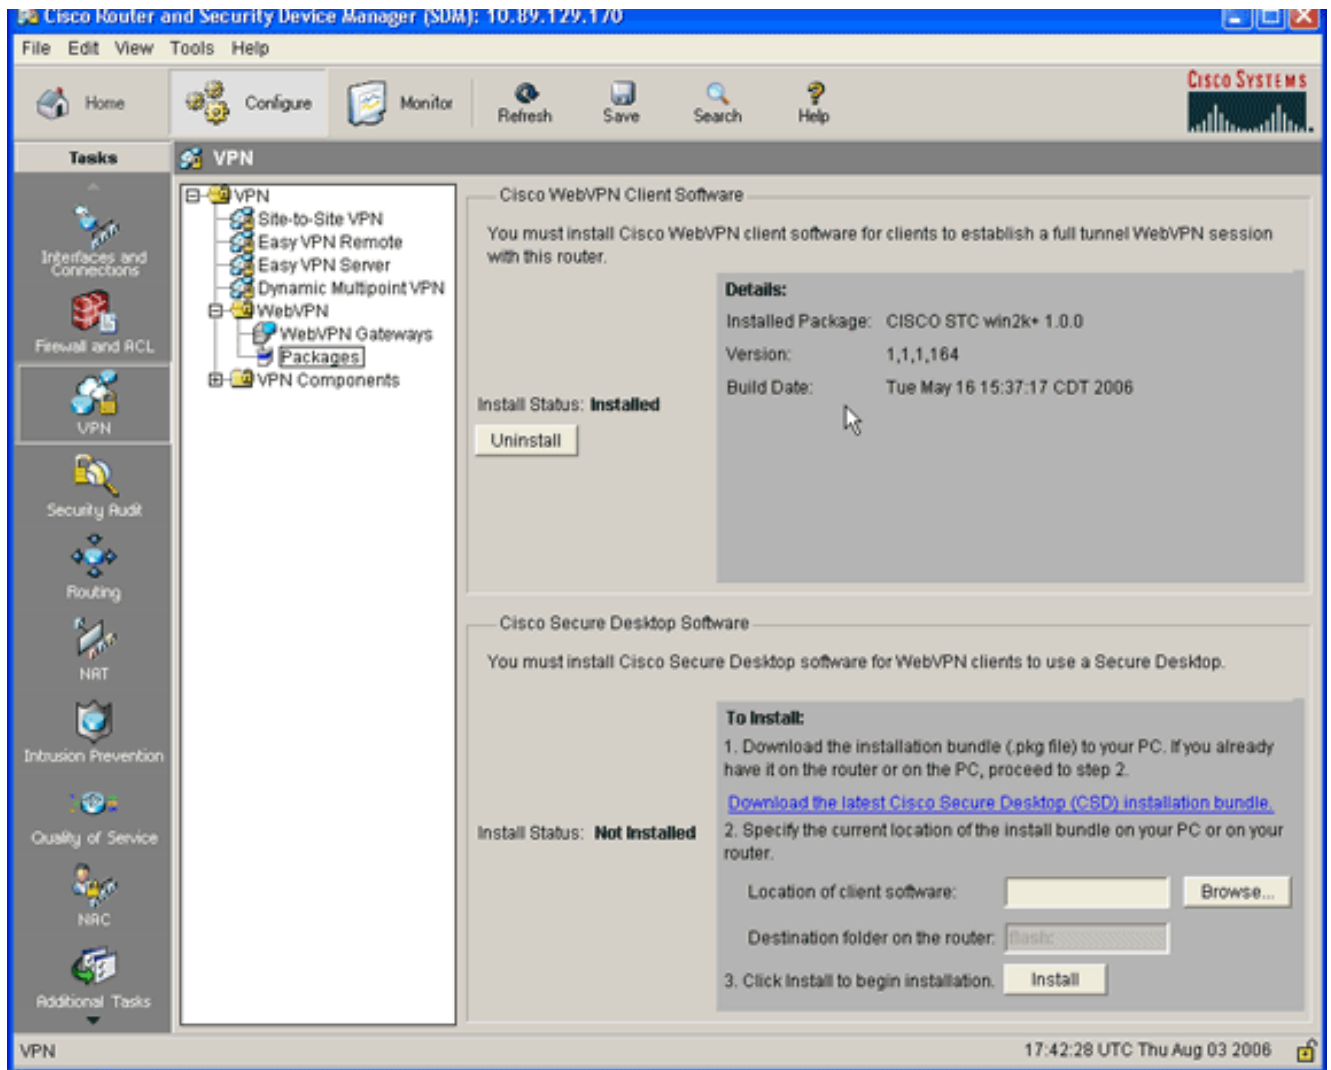 Cisco Router and Security Device Manager (SDM): 10.89.129.170
File Edit View Tools Help
Home
Configure
Monitor
Refresh
Save
Search
Help
CISCO SYSTEMS
Tasks
VPN
Interfaces and
Connections
Firewall and ACL
VPN
Security Audit
Routing
NAT
Intrusion Prevention
Quality of Service
NAC
Additional Tasks
VPN
Site-to-Site VPN
Easy VPN Remote
Easy VPN Server
Dynamic Multipoint VPN
WebVPN
WebVPN Gateways
Packages
VPN Components
Cisco WebVPN Client Software
You must install Cisco WebVPN client software for clients to establish a full tunnel WebVPN session
with this router.
Install Status: Installed
Uninstall
Details:
Installed Package: CISCO STC win2k+ 1.0.0
Version: 1,1,1,164
Build Date: Tue May 16 15:37:17 CDT 2006
Cisco Secure Desktop Software
You must install Cisco Secure Desktop software for WebVPN clients to use a Secure Desktop.
Install Status: Not Installed
To Install:
1. Download the installation bundle (.pkg file) to your PC. If you already
have it on the router or on the PC, proceed to step 2.
Download the latest Cisco Secure Desktop (CSD) installation bundle.
2. Specify the current location of the install bundle on your PC or on your
router.
Location of client software:
Browse...
Destination folder on the router: flash:
3. Click Install to begin installation.
Install
VPN
17:42:28 UTC Thu Aug 03 2006